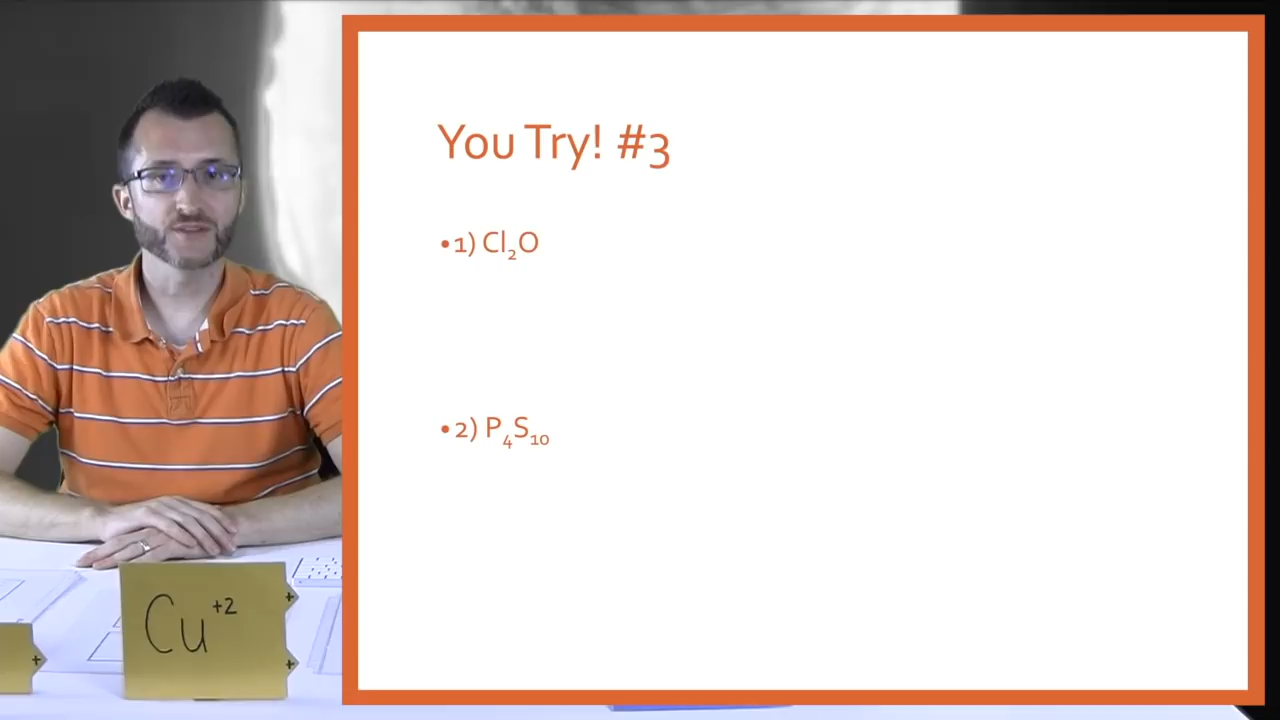 You Try! #3
•1) Cl₂O
•2) P₄S₁₀
Cu⁺²
+
+
+